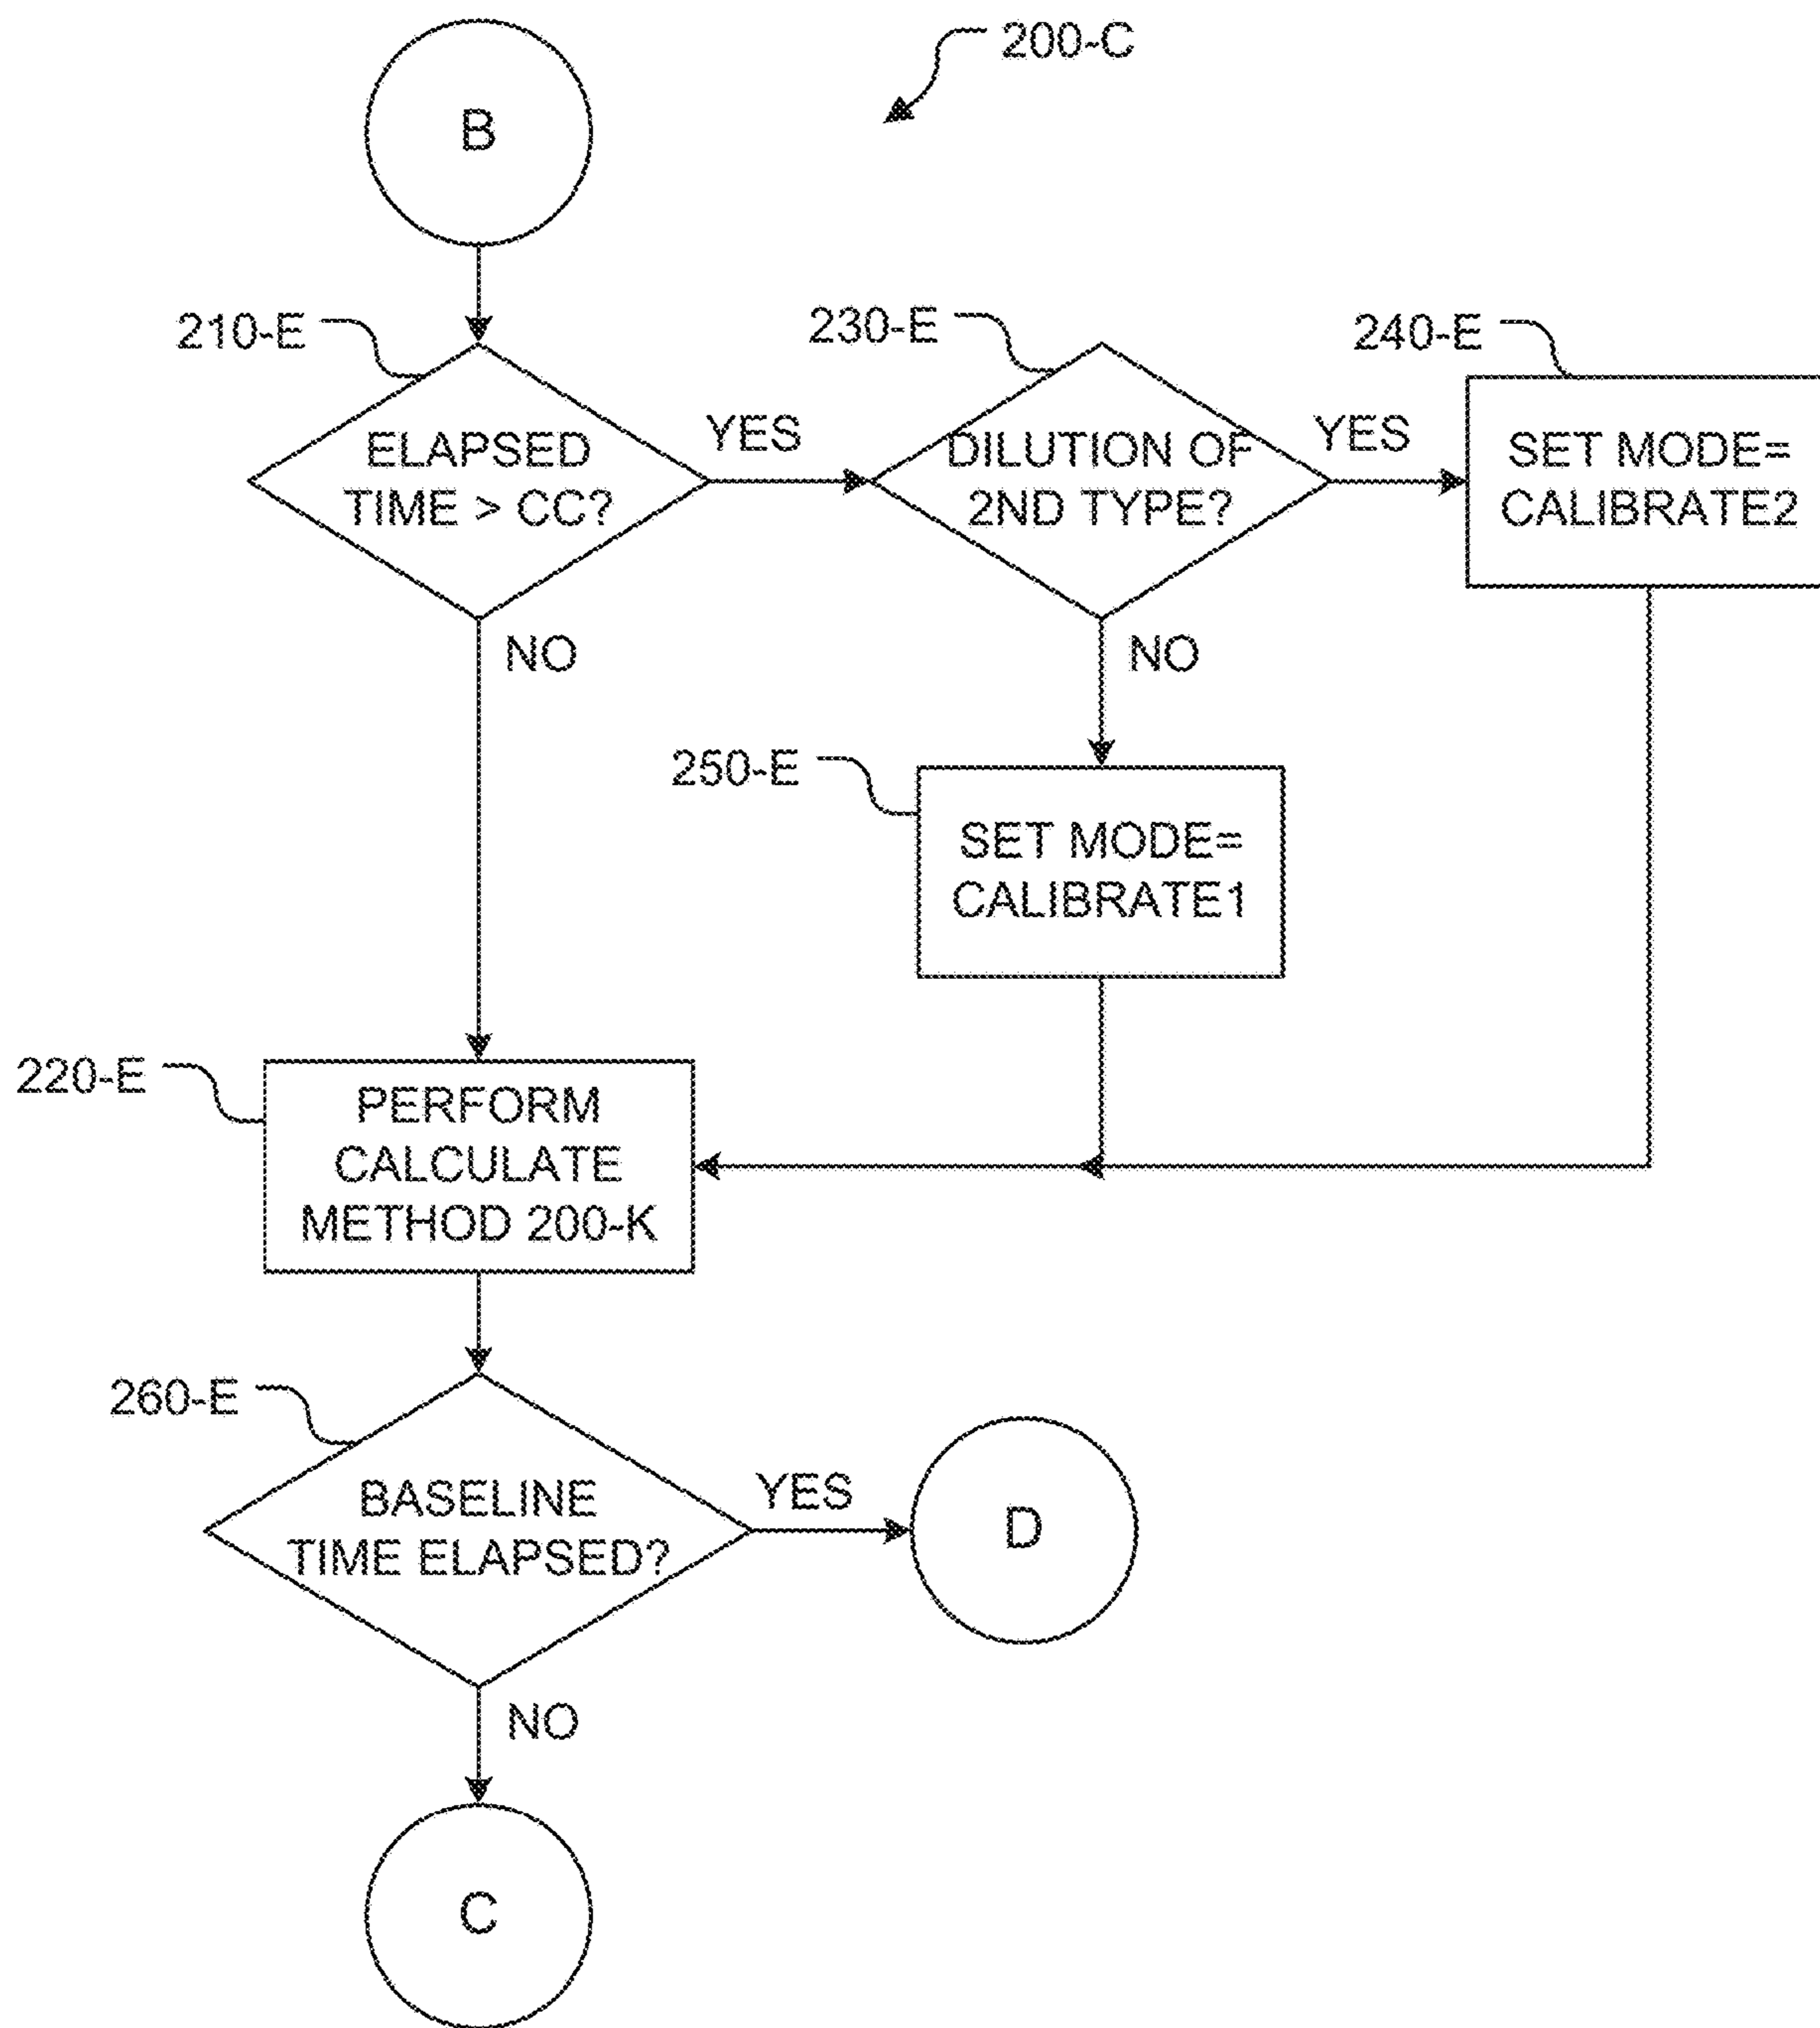 200-C
B
210-E
230-E
240-E
ELAPSED
TIME > CC?
YES
DILUTION OF
2ND TYPE?
YES
SET MODE=
CALIBRATE2
NO
NO
250-E
SET MODE=
CALIBRATE1
220-E
PERFORM
CALCULATE
METHOD 200-K
260-E
BASELINE
TIME ELAPSED?
YES
D
NO
C